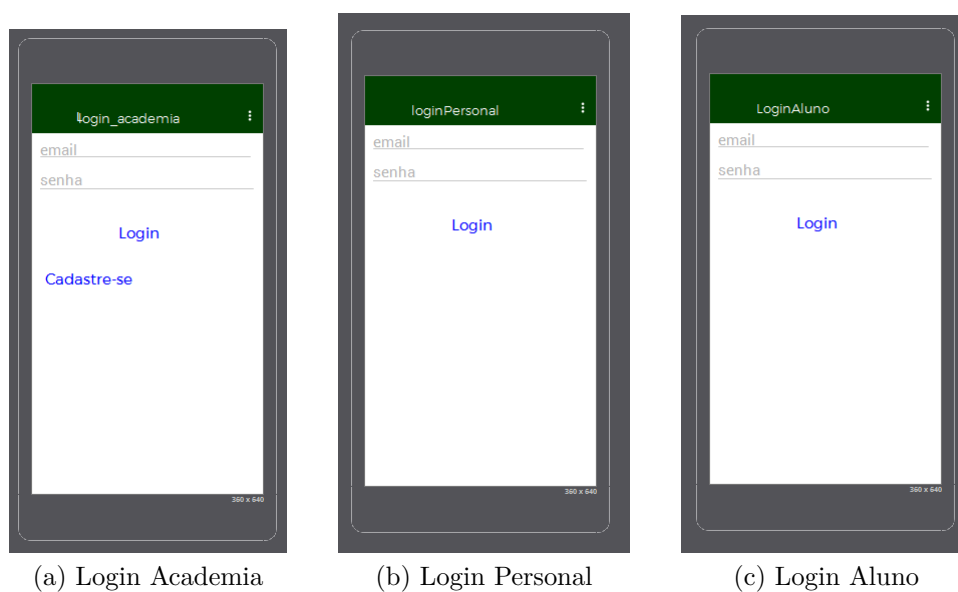 Login_academia
email
senha
Login
Cadastre-se
360 x 640
(a) Login Academia
loginPersonal
email
senha
Login
360 x 640
(b) Login Personal
LoginAluno
email
senha
Login
360 x 640
(c) Login Aluno